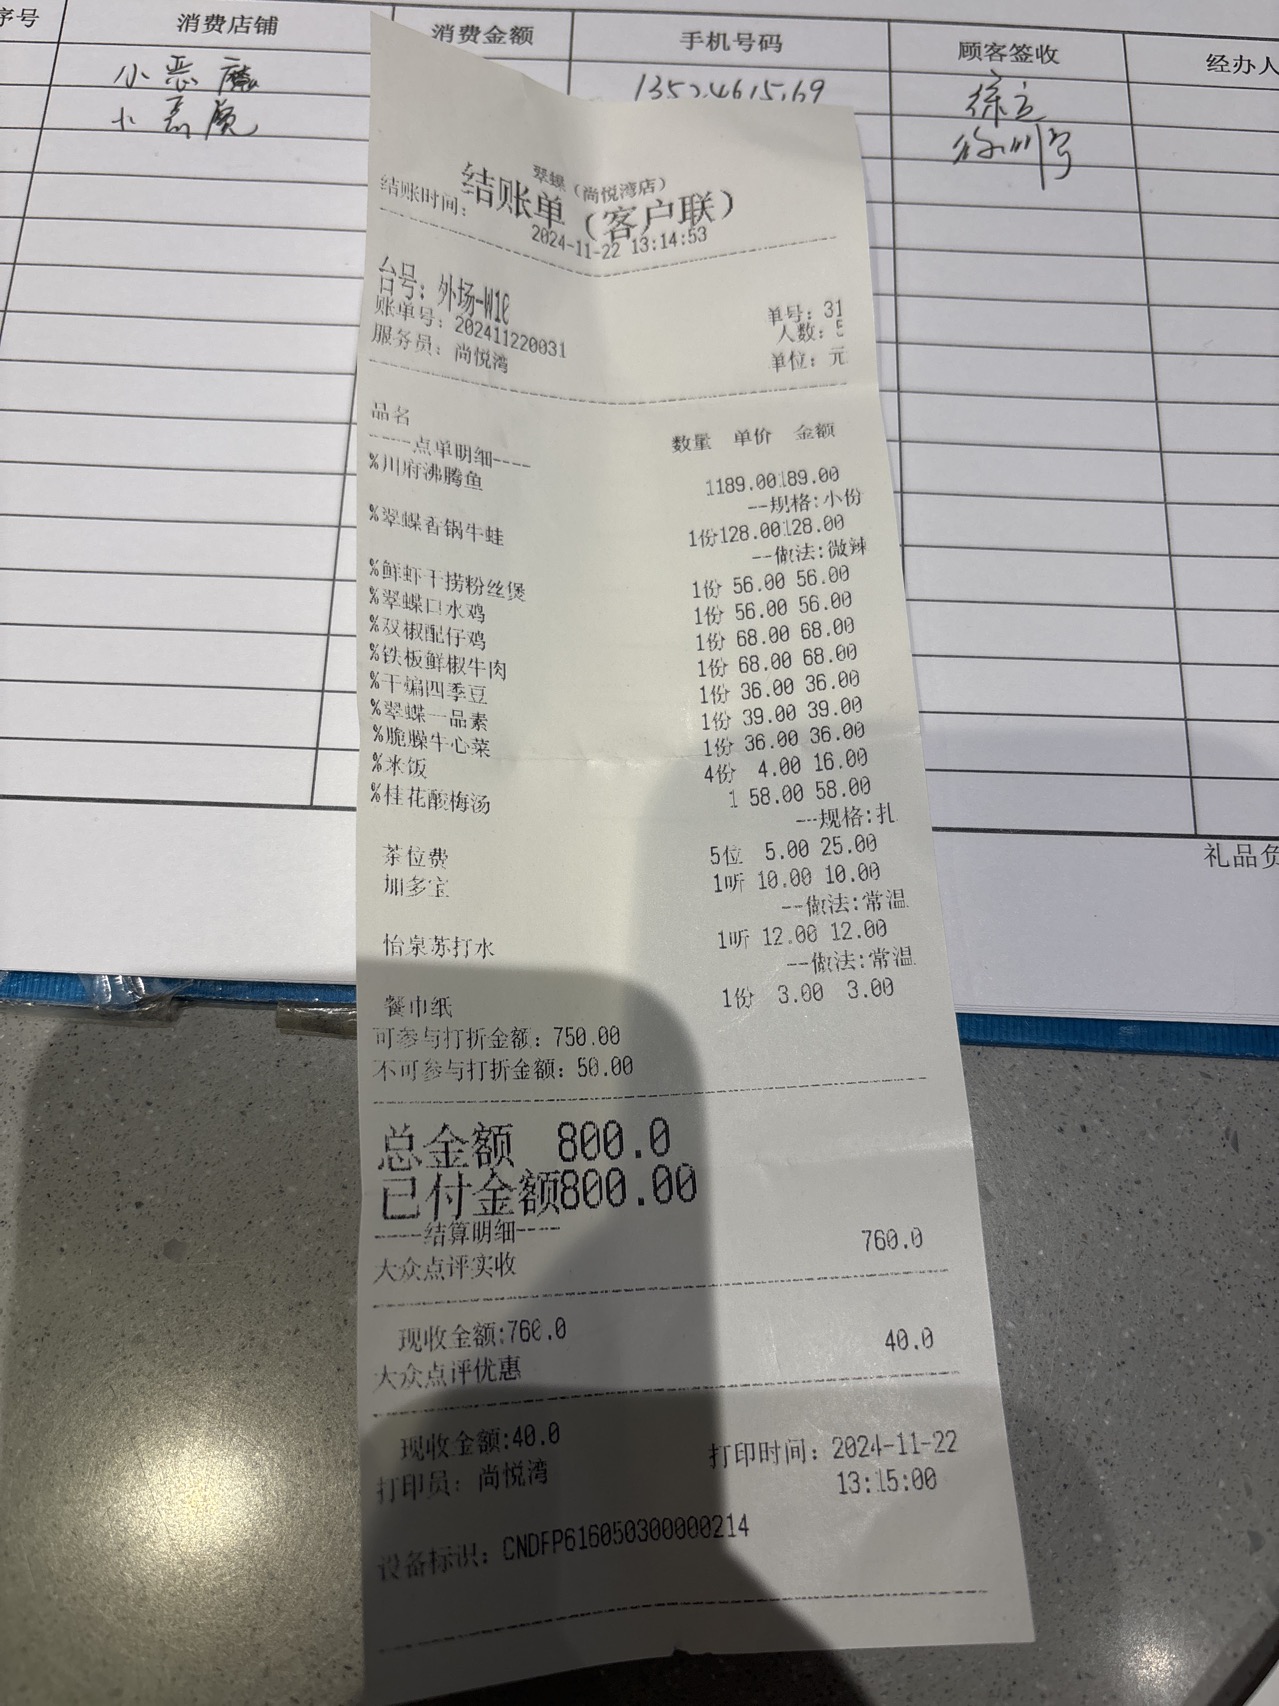 序号 消费店铺 消费金额 手机号码 顾客签收 经办人
小恶魔
小恶魔
翠蝶（尚悦湾店）
结账单（客户联）
结账时间： 2024-11-22 13:14:53
台号：外场-W10 单号：31
账单号：202411220031 人数：5
服务员：尚悦湾 单位：元
品名 数量 单价 金额
----点单明细----
%川府沸腾鱼 1 189.00 189.00
--规格:小份
%翠蝶香锅牛蛙 1份 128.00 128.00
--做法:微辣
%鲜虾干捞粉丝煲 1份 56.00 56.00
%翠蝶口水鸡 1份 56.00 56.00
%双椒配仔鸡 1份 68.00 68.00
%铁板鲜椒牛肉 1份 68.00 68.00
%干煸四季豆 1份 36.00 36.00
%翠蝶一品素 1份 39.00 39.00
%脆臊牛心菜 1份 36.00 36.00
%米饭 4份 4.00 16.00
%桂花酸梅汤 1 58.00 58.00
--规格:扎
茶位费 5位 5.00 25.00
加多宝 1听 10.00 10.00
--做法:常温
怡泉苏打水 1听 12.00 12.00
--做法:常温
餐巾纸 1份 3.00 3.00
可参与打折金额：750.00
不可参与打折金额：50.00
总金额 800.0
已付金额800.00
----结算明细----
大众点评实收 760.0
现收金额:760.0
大众点评优惠 40.0
现收金额:40.0
打印员：尚悦湾 打印时间：2024-11-22
13:15:00
设备标识：CNDFP616050300000214
礼品